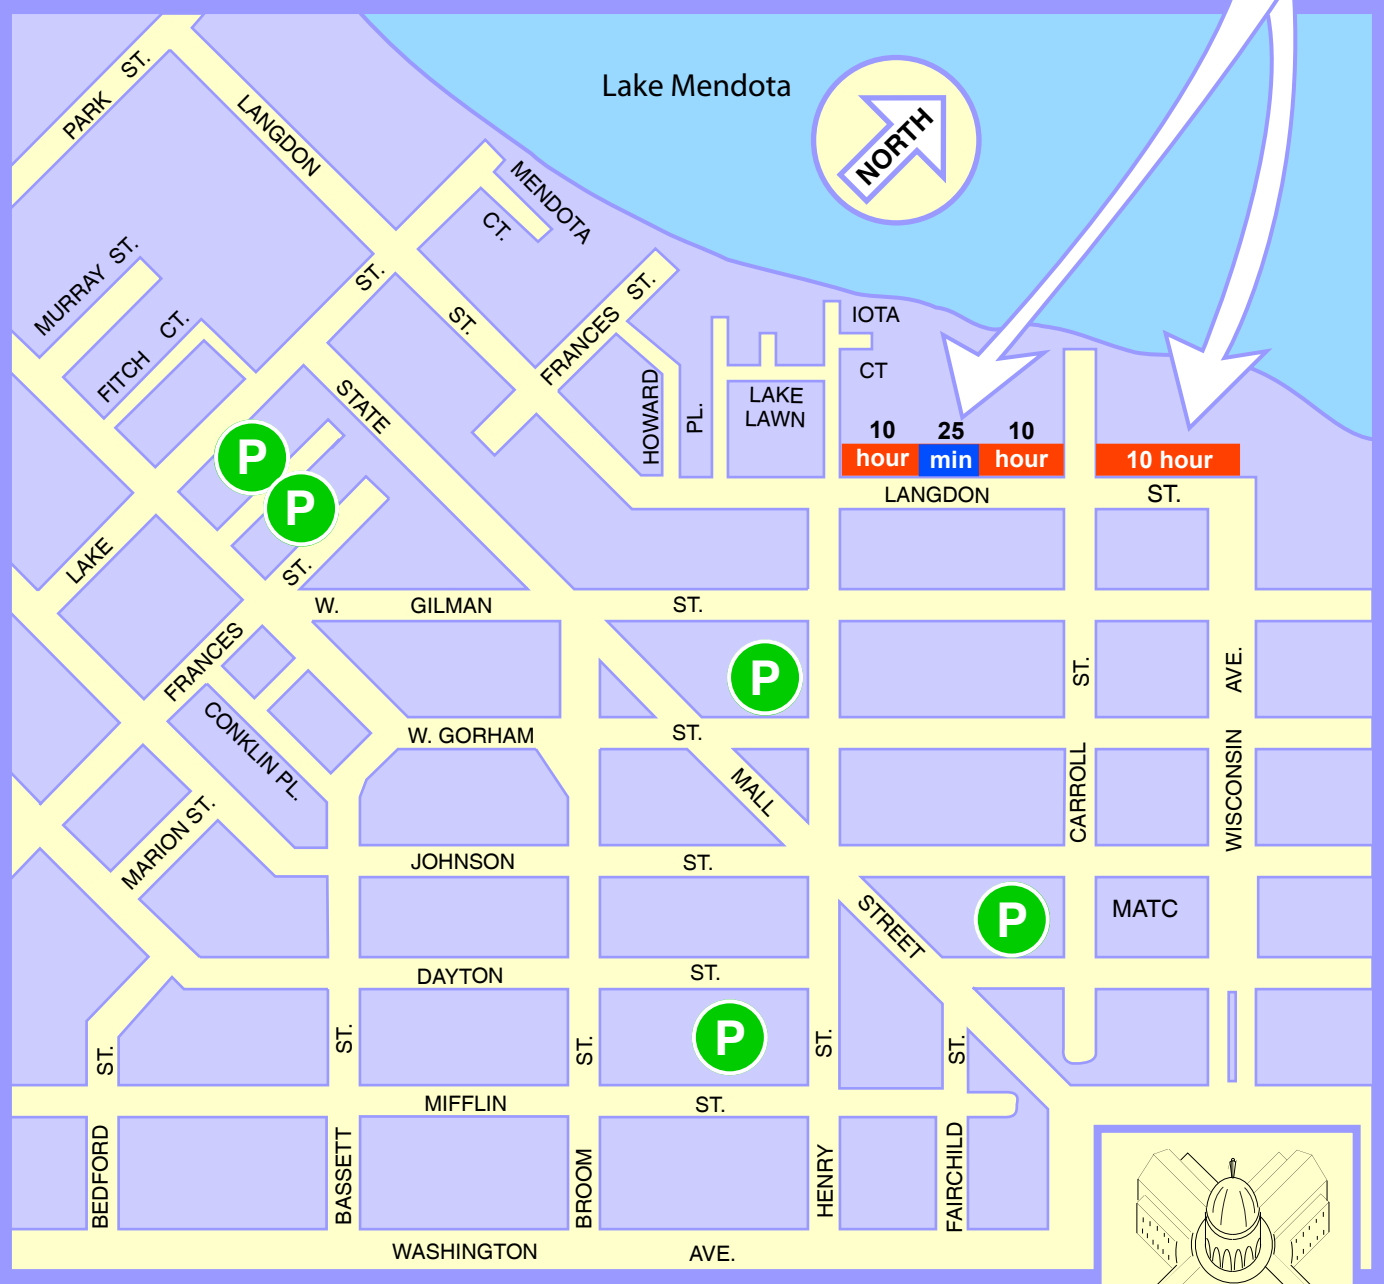 Lake Mendota
NORTH
PARK ST.
LANGDON
MENDOTA
CT.
MURRAY ST.
ST.
FITCH CT.
ST.
FRANCES ST.
IOTA
CT
HOWARD
PL.
LAKE
LAWN
STATE
10
hour
25
min
10
hour
10 hour
LANGDON ST.
P
P
LAKE
ST.
W. GILMAN ST.
FRANCES
P
ST.
AVE.
CONKLIN PL.
W. GORHAM ST.
MALL
CARROLL
WISCONSIN
MARION ST.
JOHNSON ST.
STREET
P
MATC
DAYTON ST.
P
ST.
ST.
ST.
ST.
ST.
MIFFLIN ST.
BEDFORD
BASSETT
BROOM
HENRY
FAIRCHILD
WASHINGTON AVE.